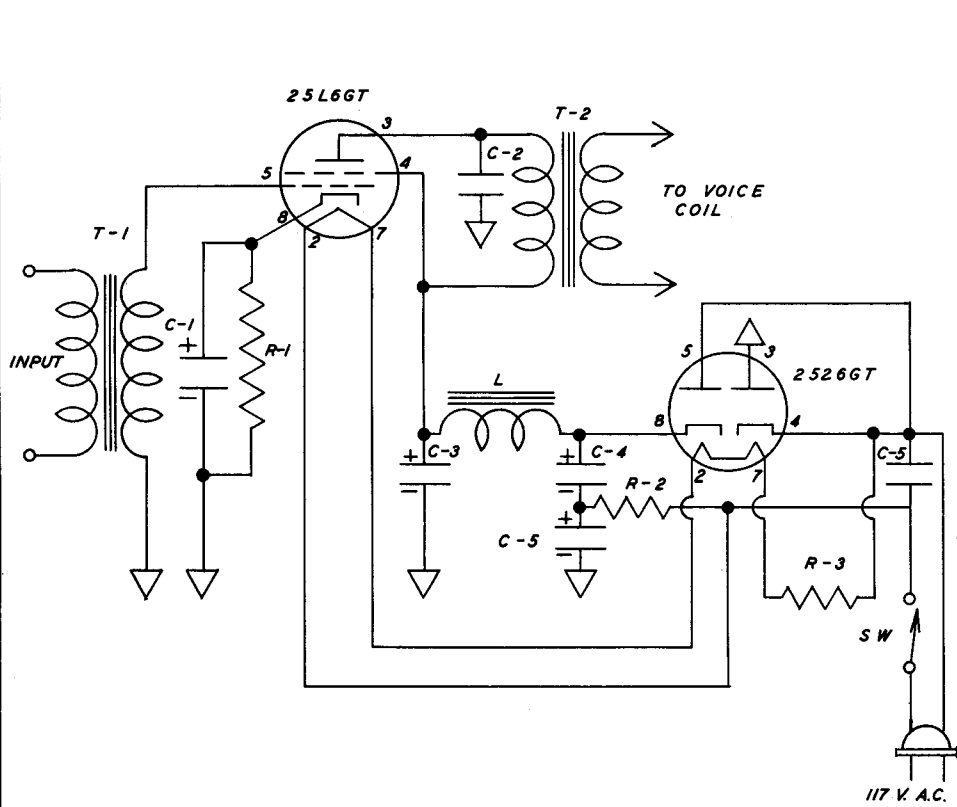 25L6GT
3
T-2
C-2
4
5
TO VOICE
COIL
8
2
7
T-1
C-1
+
-
R-1
INPUT
5
3
2526GT
L
8
4
+
C-3
-
+
C-4
-
R-2
2
7
C-5
+
C-5
-
R-3
SW
117 V. A.C.